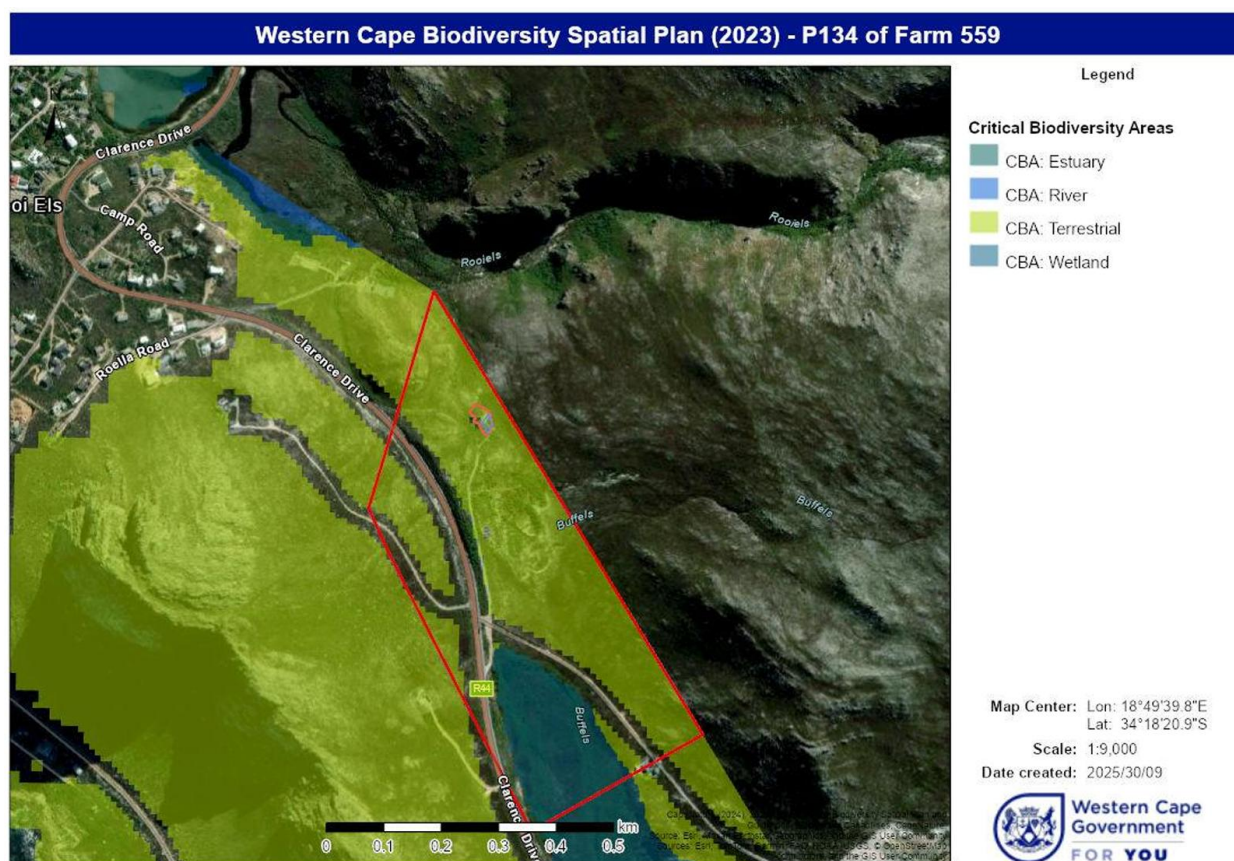 Western Cape Biodiversity Spatial Plan (2023) - P134 of Farm 559
Legend
Critical Biodiversity Areas
CBA: Estuary
CBA: River
CBA: Terrestrial
CBA: Wetland
Clarence Drive
oi Els
Camp Road
Rooiels
Rooiels
Roella Road
Clarence Drive
Buffels
Buffels
R44
Buffels
Clarence Drive
km
0 0.1 0.2 0.3 0.4 0.5
Map Center: Lon: 18°49'39.8"E
Lat: 34°18'20.9"S
Scale: 1:9,000
Date created: 2025/30/09
Western Cape
Government
FOR YOU